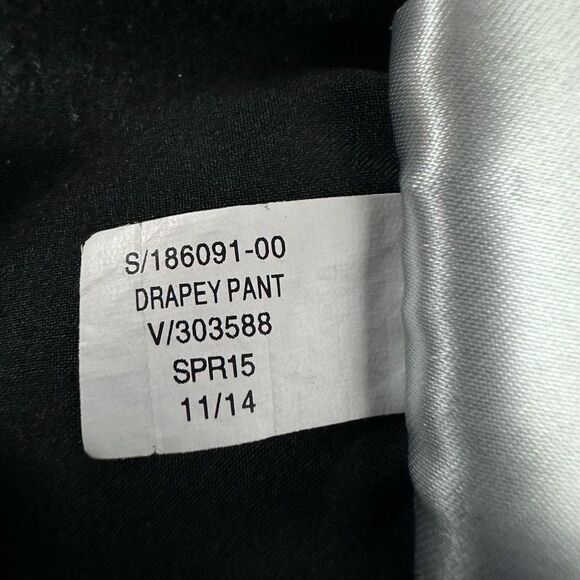 S/186091-00
DRAPEY PANT
V/303588
SPR15
11/14